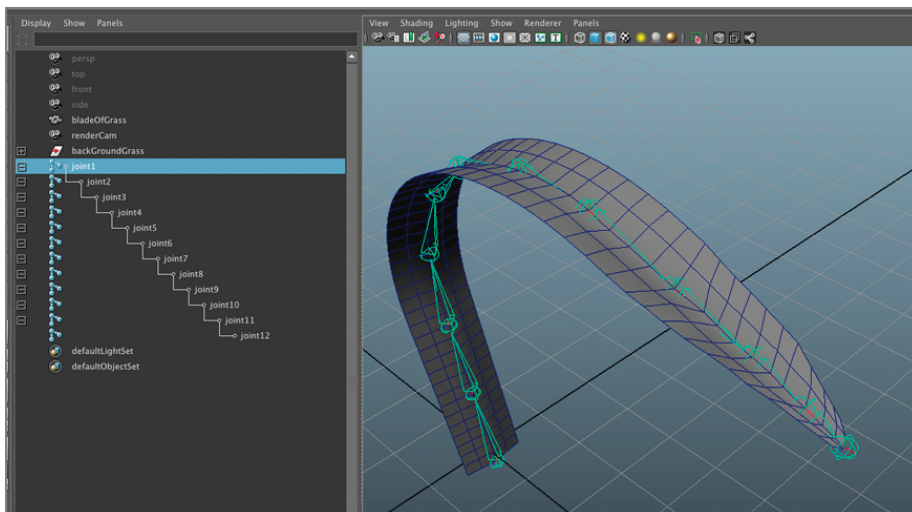 Display Show Panels
View Shading Lighting Show Renderer Panels
persp
top
front
side
bladeOfGrass
renderCam
backGroundGrass
joint1
joint2
joint3
joint4
joint5
joint6
joint7
joint8
joint9
joint10
joint11
joint12
defaultLightSet
defaultObjectSet